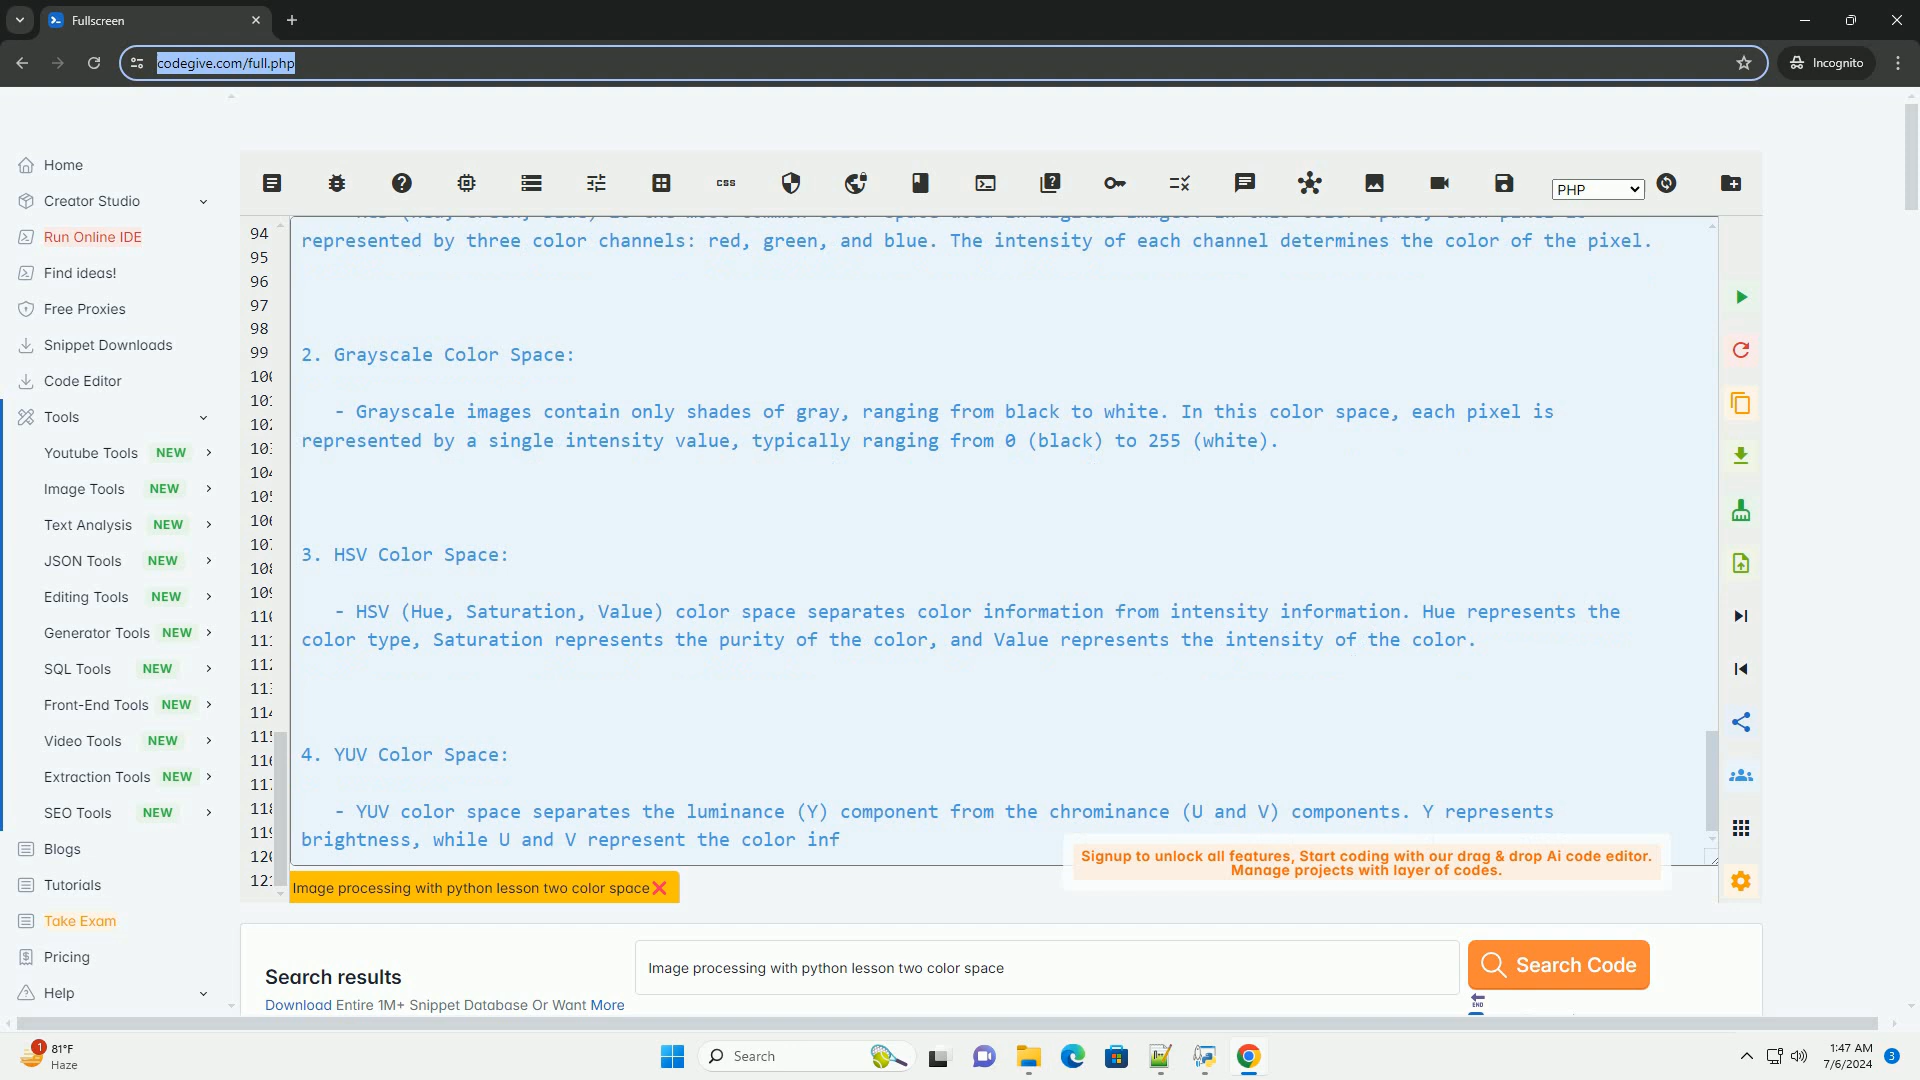 Fullscreen
codegive.com/full.php
Incognito
Home
Creator Studio
Run Online IDE
Find ideas!
Free Proxies
Snippet Downloads
Code Editor
Tools
Youtube Tools NEW
Image Tools NEW
Text Analysis NEW
JSON Tools NEW
Editing Tools NEW
Generator Tools NEW
SQL Tools NEW
Front-End Tools NEW
Video Tools NEW
Extraction Tools NEW
SEO Tools NEW
Blogs
Tutorials
Take Exam
Pricing
Help
css
PHP
94
95
96
97
98
99
represented by three color channels: red, green, and blue. The intensity of each channel determines the color of the pixel.
2. Grayscale Color Space:
- Grayscale images contain only shades of gray, ranging from black to white. In this color space, each pixel is
represented by a single intensity value, typically ranging from 0 (black) to 255 (white).
3. HSV Color Space:
- HSV (Hue, Saturation, Value) color space separates color information from intensity information. Hue represents the
color type, Saturation represents the purity of the color, and Value represents the intensity of the color.
4. YUV Color Space:
- YUV color space separates the luminance (Y) component from the chrominance (U and V) components. Y represents
brightness, while U and V represent the color inf
Signup to unlock all features, Start coding with our drag & drop Ai code editor.
Manage projects with layer of codes.
Image processing with python lesson two color space
Search results
Image processing with python lesson two color space
Search Code
Download Entire 1M+ Snippet Database Or Want More
END
1
81°F
Haze
Search
1:47 AM
7/6/2024
3